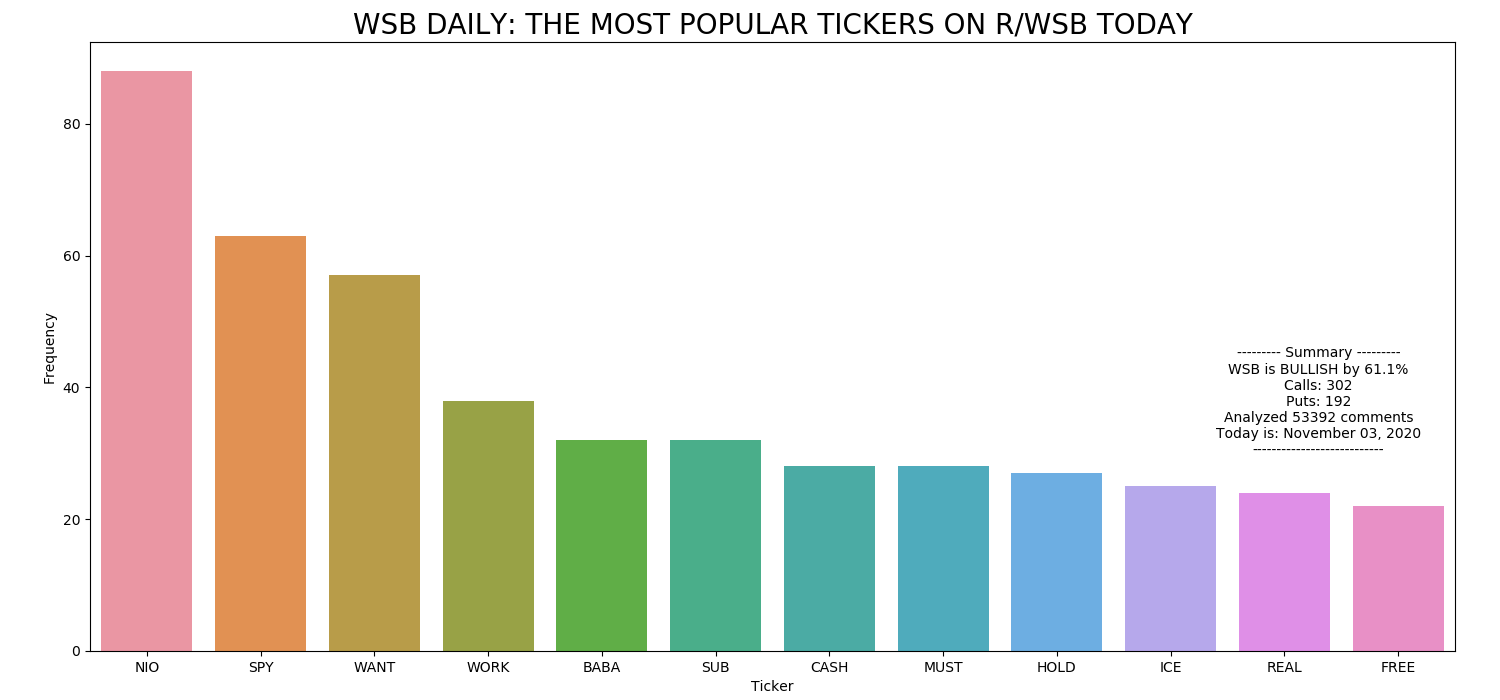 WSB DAILY: THE MOST POPULAR TICKERS ON R/WSB TODAY
80
60
40
20
0
Frequency
--------- Summary ---------
WSB is BULLISH by 61.1%
Calls: 302
Puts: 192
Analyzed 53392 comments
Today is: November 03, 2020
---------------------------
NIO SPY WANT WORK BABA SUB CASH MUST HOLD ICE REAL FREE
Ticker